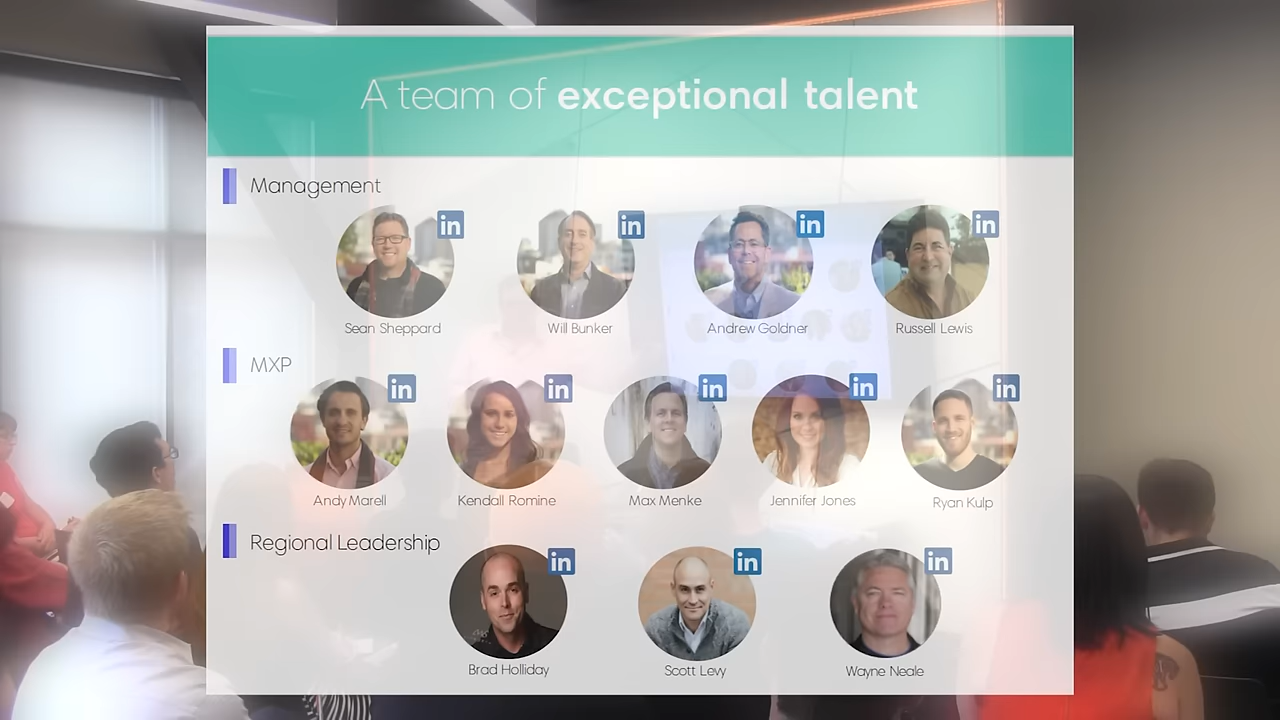 A team of exceptional talent
Management
in in in in
Sean Sheppard Will Bunker Andrew Goldner Russell Lewis
MXP
in in in in in
Andy Marell Kendall Romine Max Menke Jennifer Jones Ryan Kulp
Regional Leadership
in in in
Brad Holliday Scott Levy Wayne Neale